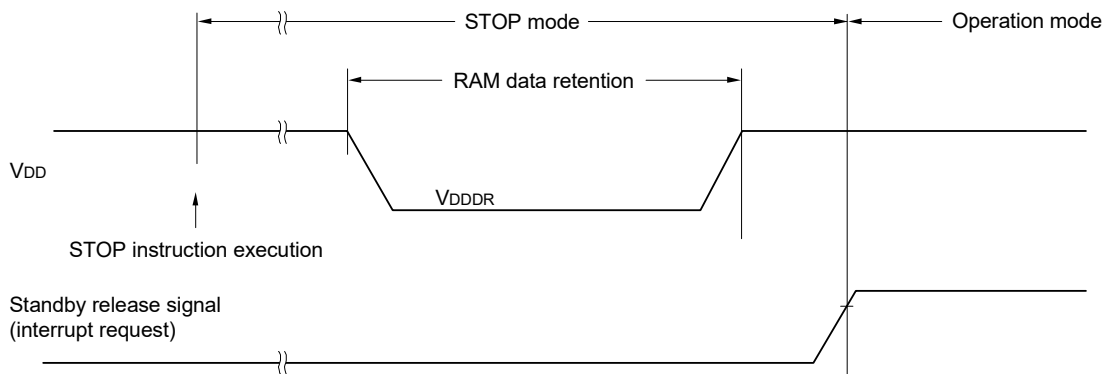 STOP mode
Operation mode
RAM data retention
VDD
VDDDR
STOP instruction execution
Standby release signal
(interrupt request)